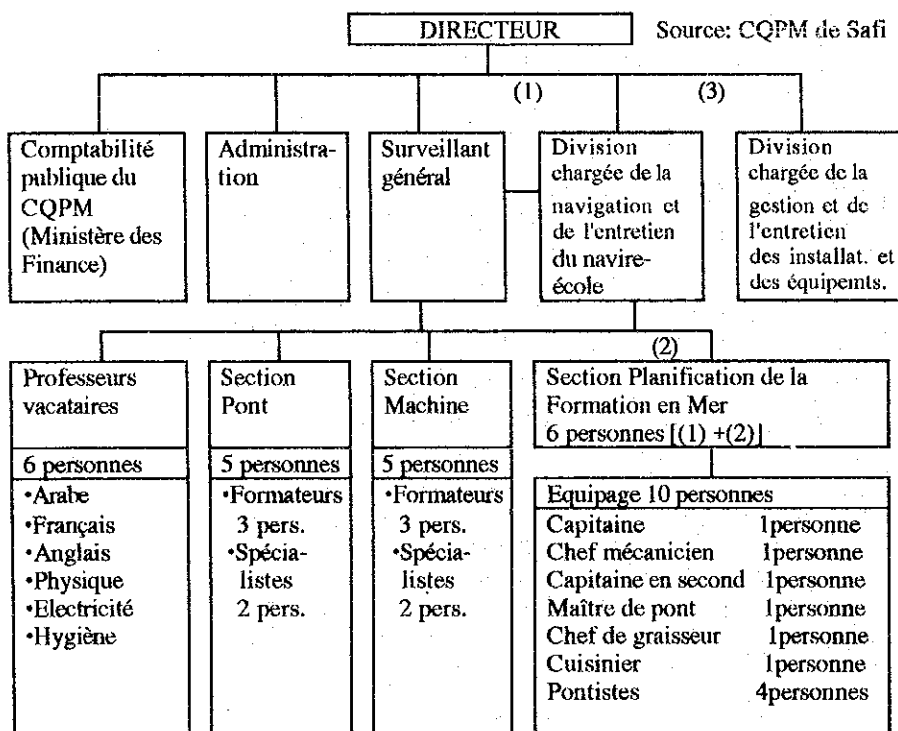 DIRECTEUR
Source: CQPM de Safi
(1)
(3)
Comptabilité
publique du
CQPM
(Ministère des
Finance)
Administra-
tion
Surveillant
général
Division
chargée de la
navigation et
de l'entretien
du navire-
école
Division
chargée de la
gestion et de
l'entretien
des installat. et
des équipemts.
(2)
Professeurs
vacataires
6 personnes
•Arabe
•Français
•Anglais
•Physique
•Electricité
•Hygiène
Section
Pont
5 personnes
•Formateurs
3 pers.
•Spécia-
listes
2 pers.
Section
Machine
5 personnes
•Formateurs
3 pers.
•Spécia-
listes
2 pers.
Section Planification de la
Formation en Mer
6 personnes [(1) +(2)]
Equipage 10 personnes
Capitaine 1personne
Chef mécanicien 1personne
Capitaine en second 1personne
Maître de pont 1personne
Chef de graisseur 1personne
Cuisinier 1personne
Pontistes 4personnes